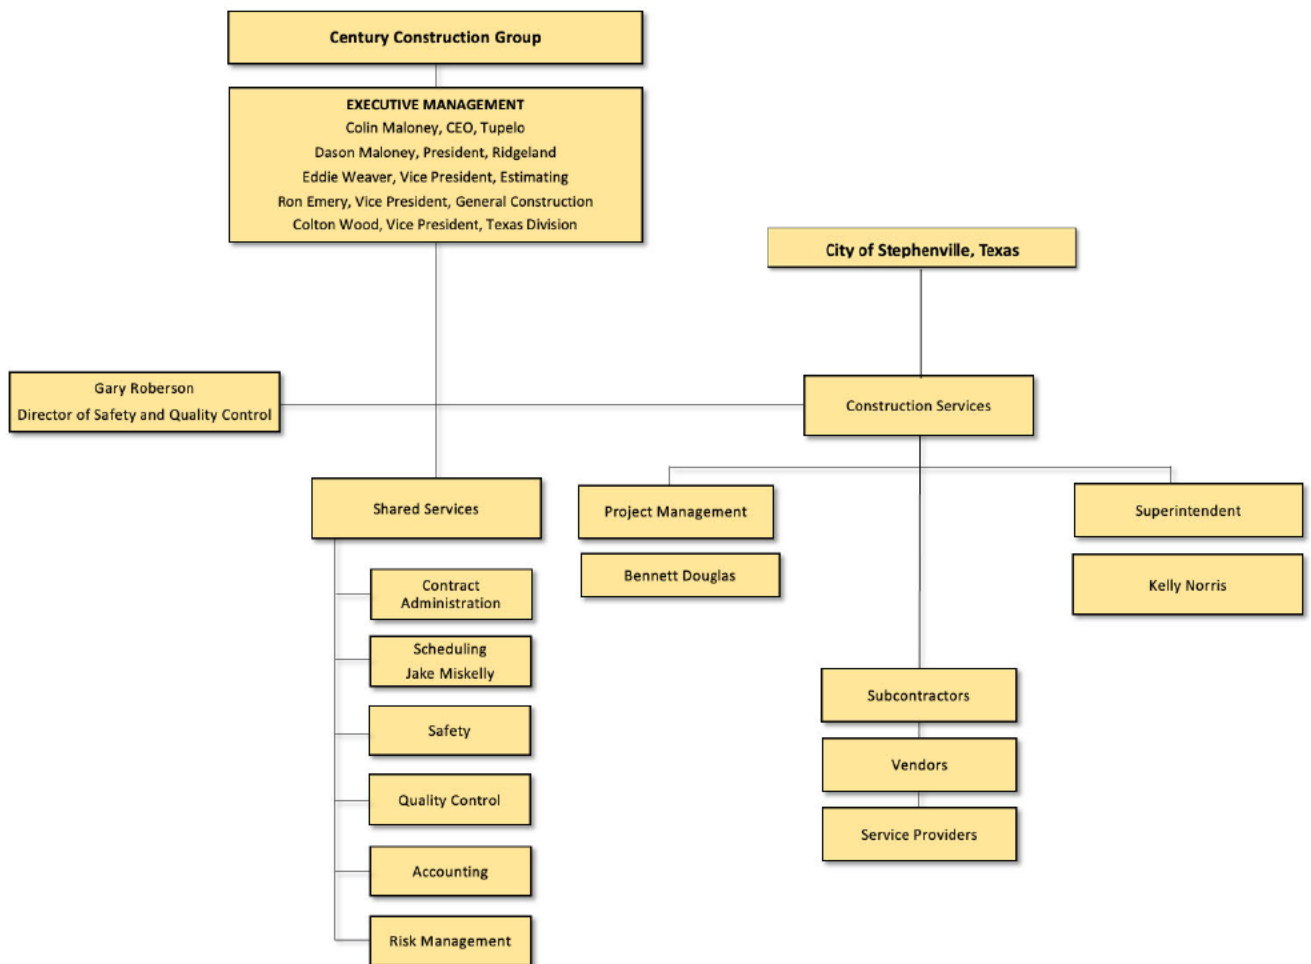 Century Construction Group
EXECUTIVE MANAGEMENT
Colin Maloney, CEO, Tupelo
Dason Maloney, President, Ridgeland
Eddie Weaver, Vice President, Estimating
Ron Emery, Vice President, General Construction
Colton Wood, Vice President, Texas Division
City of Stephenville, Texas
Gary Roberson
Director of Safety and Quality Control
Construction Services
Shared Services
Contract
Administration
Scheduling
Jake Miskelly
Safety
Quality Control
Accounting
Risk Management
Project Management
Bennett Douglas
Superintendent
Kelly Norris
Subcontractors
Vendors
Service Providers